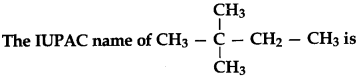 CH₃
|
The IUPAC name of CH₃ – C – CH₂ – CH₃ is
|
CH₃